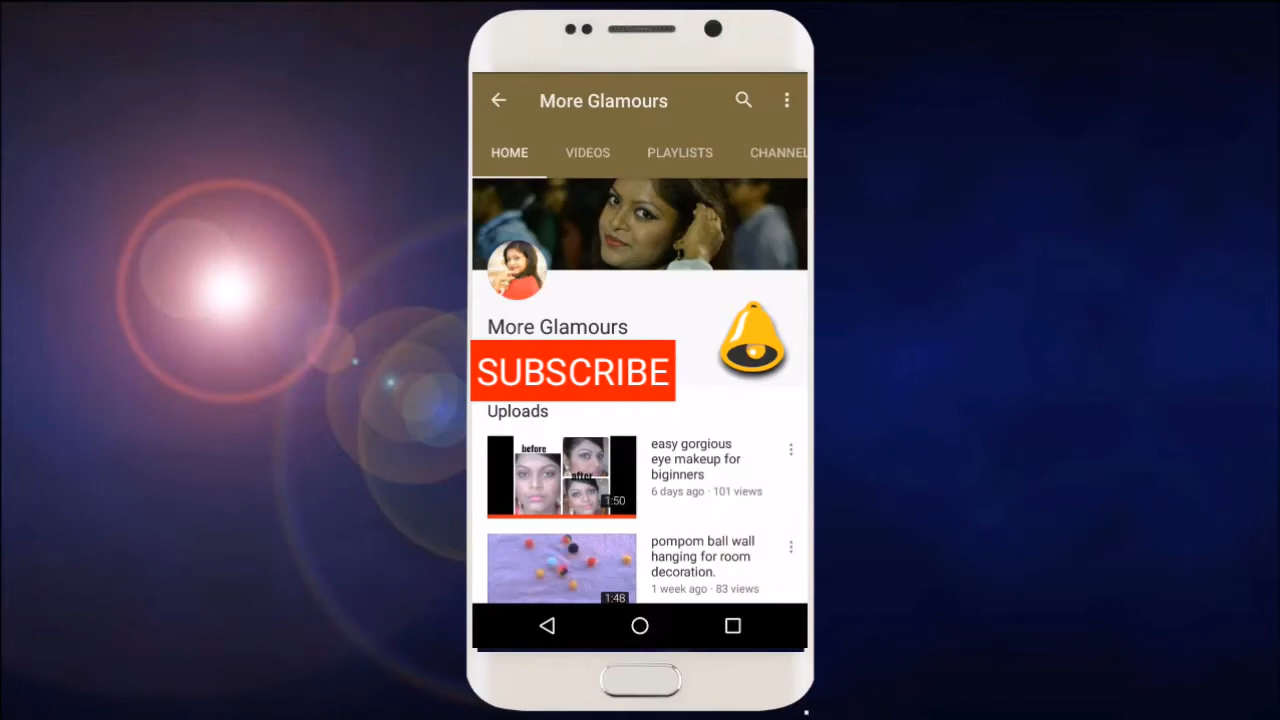 More Glamours
HOME VIDEOS PLAYLISTS CHANNEL
More Glamours
SUBSCRIBE
Uploads
before
after
1:50
easy gorgious
eye makeup for
biginners
6 days ago · 101 views
pompom ball wall
hanging for room
decoration.
1 week ago · 83 views
1:48